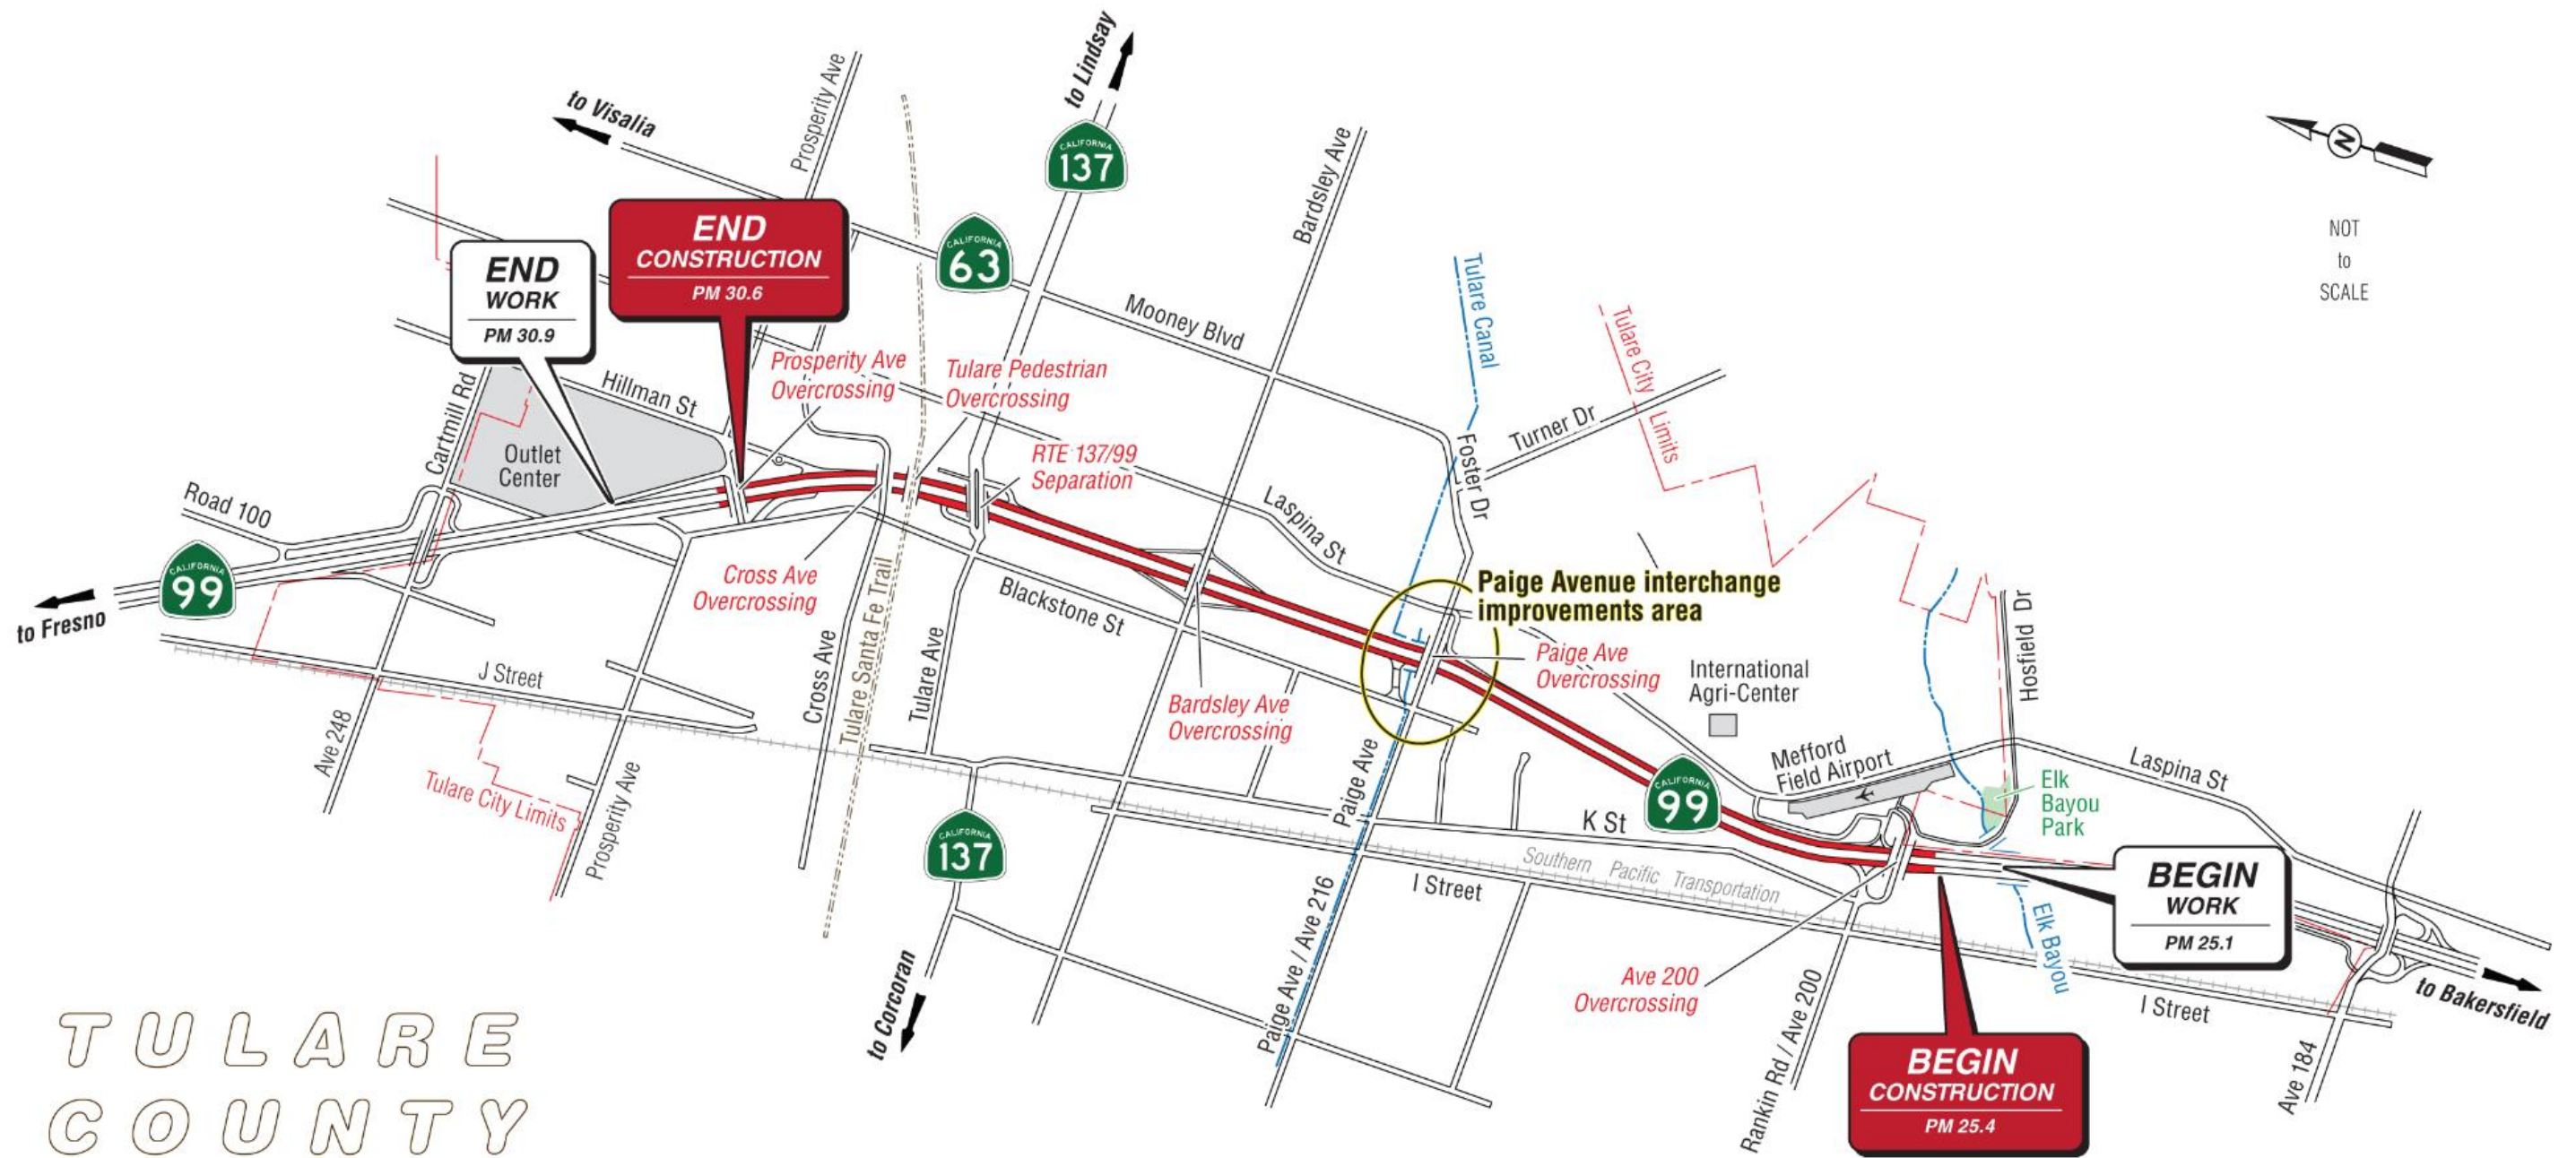 to Lindsay
Prosperity Ave
to Visalia
CALIFORNIA
137
Bardsley Ave
N
NOT
to
SCALE
END
CONSTRUCTION
PM 30.6
CALIFORNIA
63
END
WORK
PM 30.9
Mooney Blvd
Tulare Canal
Tulare City Limits
Prosperity Ave
Overcrossing
Tulare Pedestrian
Overcrossing
Hillman St
Cartmill Rd
Outlet
Center
RTE 137/99
Separation
Turner Dr
Foster Dr
Road 100
Laspina St
CALIFORNIA
99
to Fresno
Cross Ave
Overcrossing
Blackstone St
Paige Avenue interchange
improvements area
Paige Ave
Overcrossing
International
Agri-Center
Hosfield Dr
J Street
Cross Ave
Tulare Santa Fe Trail
Tulare Ave
Bardsley Ave
Overcrossing
Mefford
Field Airport
Laspina St
Ave 248
Tulare City Limits
Prosperity Ave
Paige Ave
CALIFORNIA
99
Elk
Bayou
Park
K St
CALIFORNIA
137
Southern Pacific Transportation
I Street
BEGIN
WORK
PM 25.1
Paige Ave / Ave 216
Elk Bayou
Ave 200
Overcrossing
to Corcoran
to Bakersfield
I Street
Rankin Rd / Ave 200
BEGIN
CONSTRUCTION
PM 25.4
Ave 184
TULARE
COUNTY